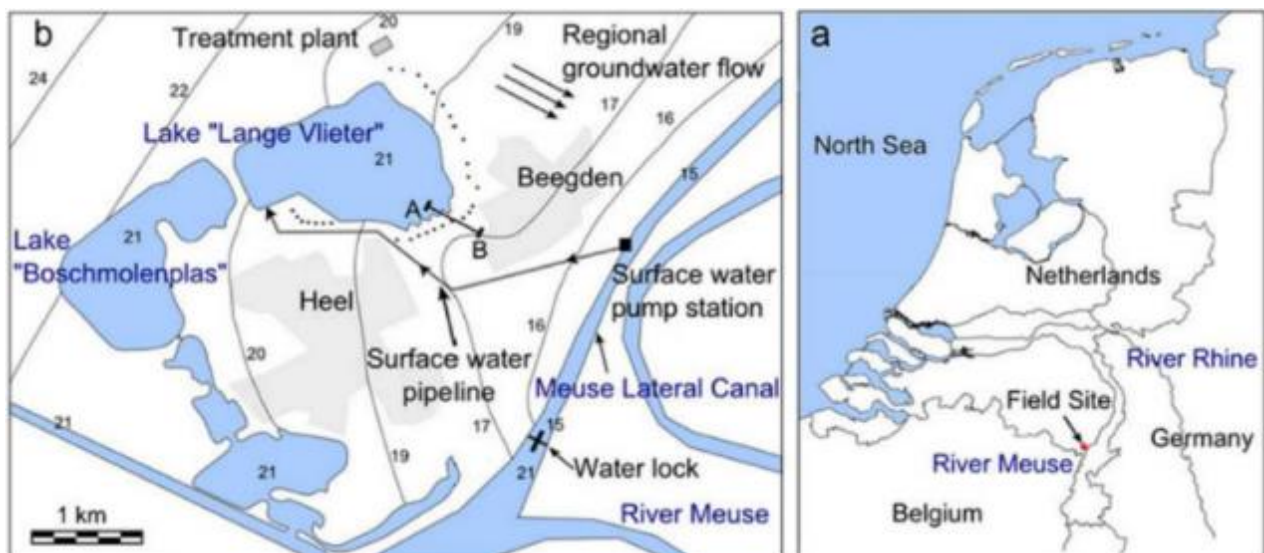 b
20
19
Treatment plant
Regional
groundwater flow
24
22
17
16
Lake "Lange Vlieter"
21
15
Beegden
A
B
21
Lake
"Boschmolenplas"
Heel
Surface water
pump station
16
20
Surface water
pipeline
Meuse Lateral Canal
21
15
17
19
21
21
Water lock
1 km
River Meuse
a
North Sea
Netherlands
River Rhine
Field Site
Germany
River Meuse
Belgium